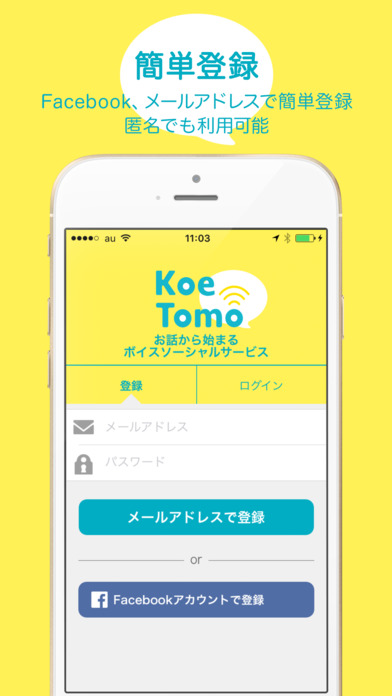 簡単登録
Facebook、メールアドレスで簡単登録
匿名でも利用可能
au 11:03
Koe
Tomo
お話から始まる
ボイスソーシャルサービス
登録 ログイン
メールアドレス
パスワード
メールアドレスで登録
or
Facebookアカウントで登録